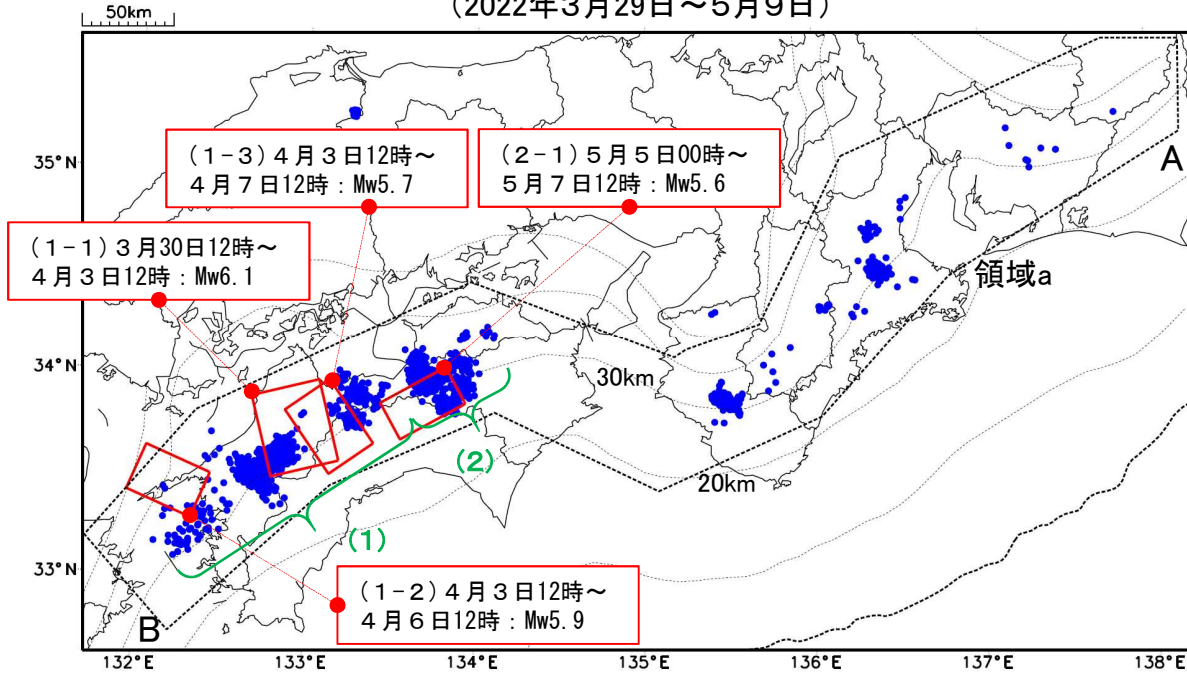 (2022年3月29日～5月9日)
50km
(1-3)4月3日12時～
4月7日12時:Mw5.7
(2-1)5月5日00時～
5月7日12時:Mw5.6
(1-1)3月30日12時～
4月3日12時:Mw6.1
(1-2)4月3日12時～
4月6日12時:Mw5.9
35°N
34°N
33°N
A
領域a
30km
20km
(2)
(1)
B
132°E
133°E
134°E
135°E
136°E
137°E
138°E